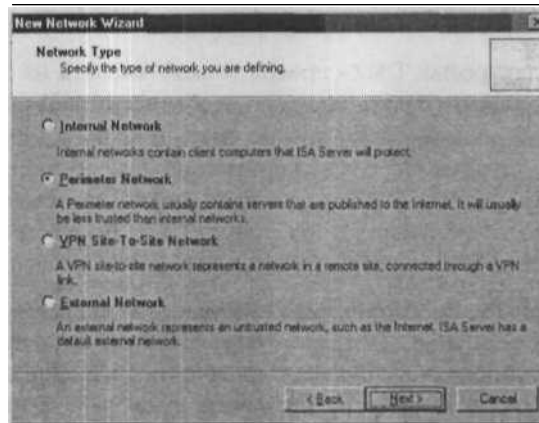 New Network Wizard
Network Type
Specify the type of network you are defining.
Internal Network
Internal networks contain client computers that ISA Server will protect.
Perimeter Network
A Perimeter network usually contains servers that are published to the Internet. It will usually
be less trusted than internal networks.
VPN Site-To-Site Network
A VPN site-to-site network represents a network in a remote site, connected through a VPN
link.
External Network
An external network represents an untrusted network, such as the Internet. ISA Server has a
default external network.
< Back
Next >
Cancel